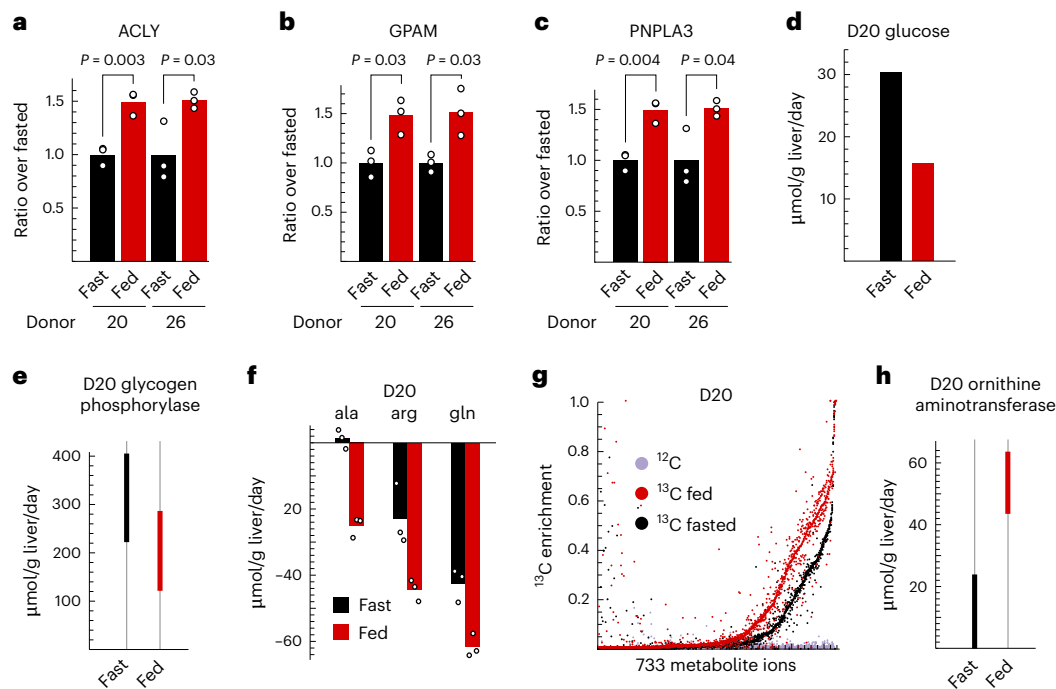 a
ACLY
P = 0.003 P = 0.03
Ratio over fasted
1.5
1.0
0.5
Fast Fed Fast Fed
Donor 20 26
b
GPAM
P = 0.03 P = 0.03
Ratio over fasted
1.5
1.0
0.5
Fast Fed Fast Fed
Donor 20 26
c
PNPLA3
P = 0.004 P = 0.04
Ratio over fasted
1.5
1.0
0.5
Fast Fed Fast Fed
Donor 20 26
d
D20 glucose
µmol/g liver/day
30
20
10
Fast Fed
e
D20 glycogen
phosphorylase
µmol/g liver/day
400
300
200
100
Fast Fed
f
D20
ala arg gln
µmol/g liver/day
20
−40
−60
Fast
Fed
g
D20
¹³C enrichment
1.0
0.8
0.6
0.4
0.2
¹²C
¹³C fed
¹³C fasted
733 metabolite ions
h
D20 ornithine
aminotransferase
µmol/g liver/day
60
40
20
Fast Fed